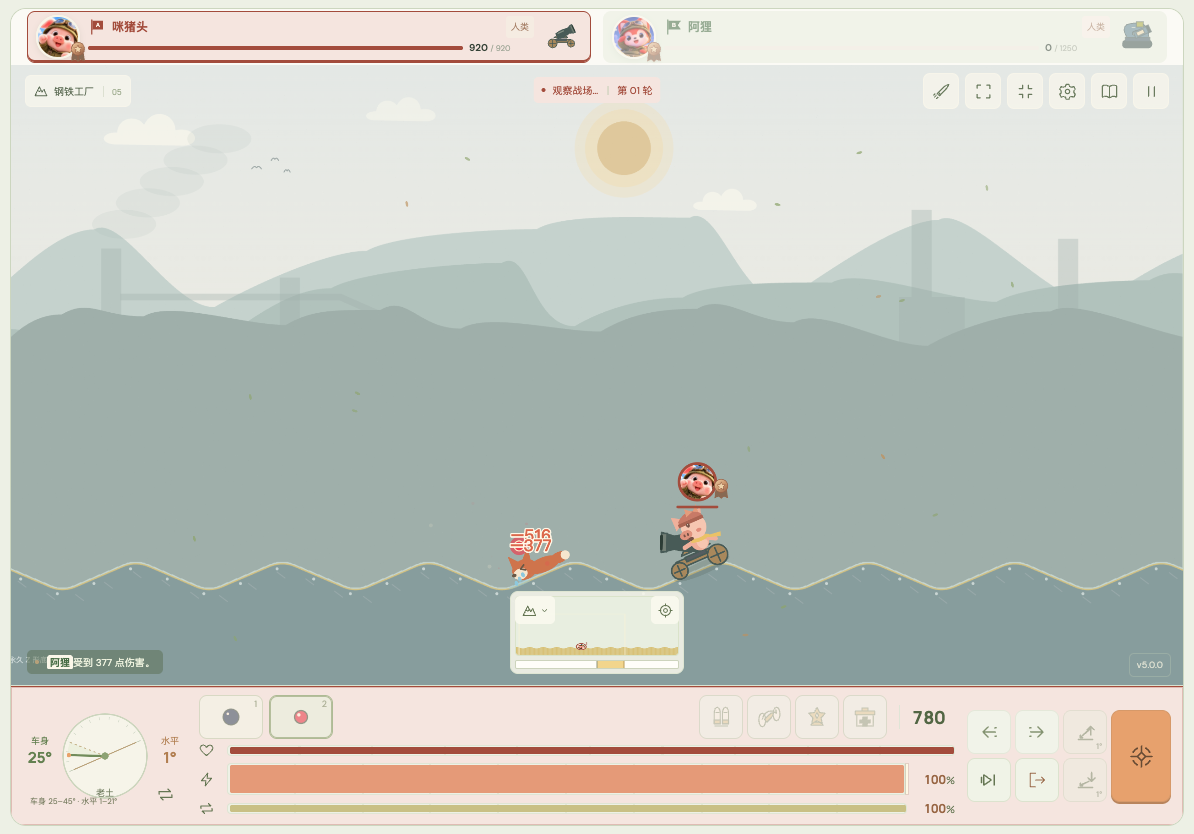 咪猪头
人类
920 / 920
阿狸
人类
0 / 1250
钢铁工厂 05
观察战场... 第 01 轮
516
377
阿狸受到 377 点伤害。
v5.0.0
1
2
780
车身
25°
水平
1°
老土
车身 25–45° · 水平 1–21°
100%
100%
1°
1°